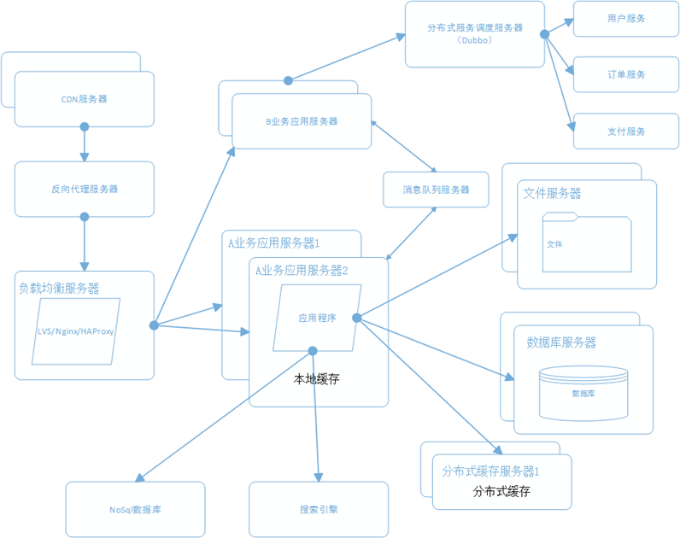 分布式服务调度服务器
（Dubbo）
用户服务
订单服务
支付服务
CDN服务器
B业务应用服务器
反向代理服务器
消息队列服务器
文件服务器
文件
负载均衡服务器
LVS/Nginx/HAProxy
A业务应用服务器1
A业务应用服务器2
应用程序
本地缓存
数据库服务器
数据库
分布式缓存服务器1
分布式缓存
NoSql数据库
搜索引擎